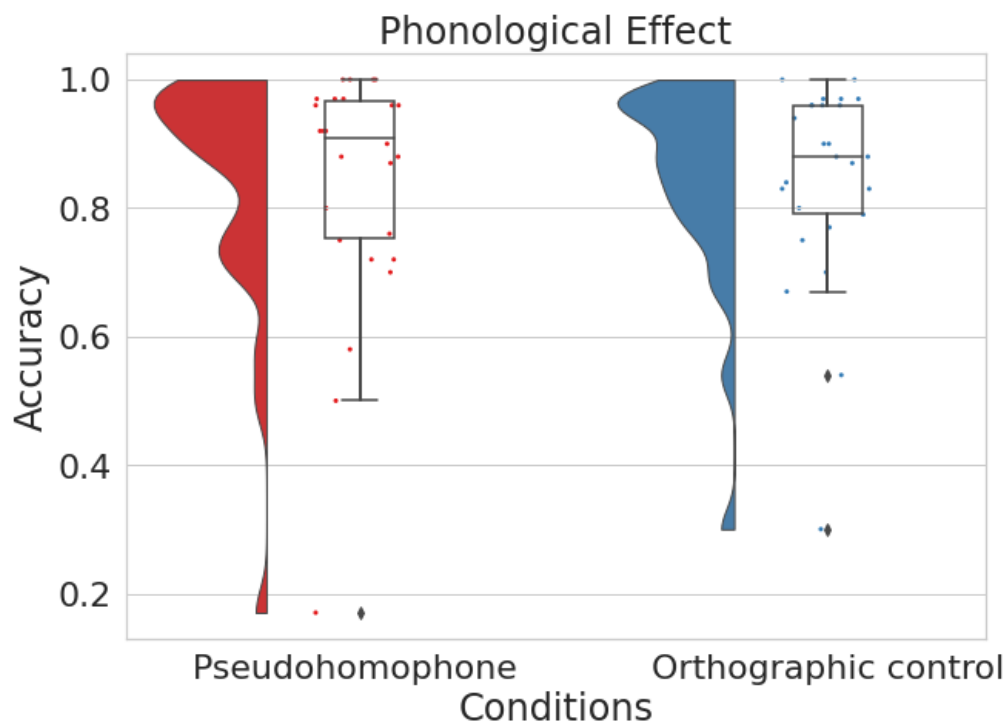 Phonological Effect
1.0
0.8
0.6
0.4
0.2
Accuracy
Pseudohomophone
Orthographic control
Conditions